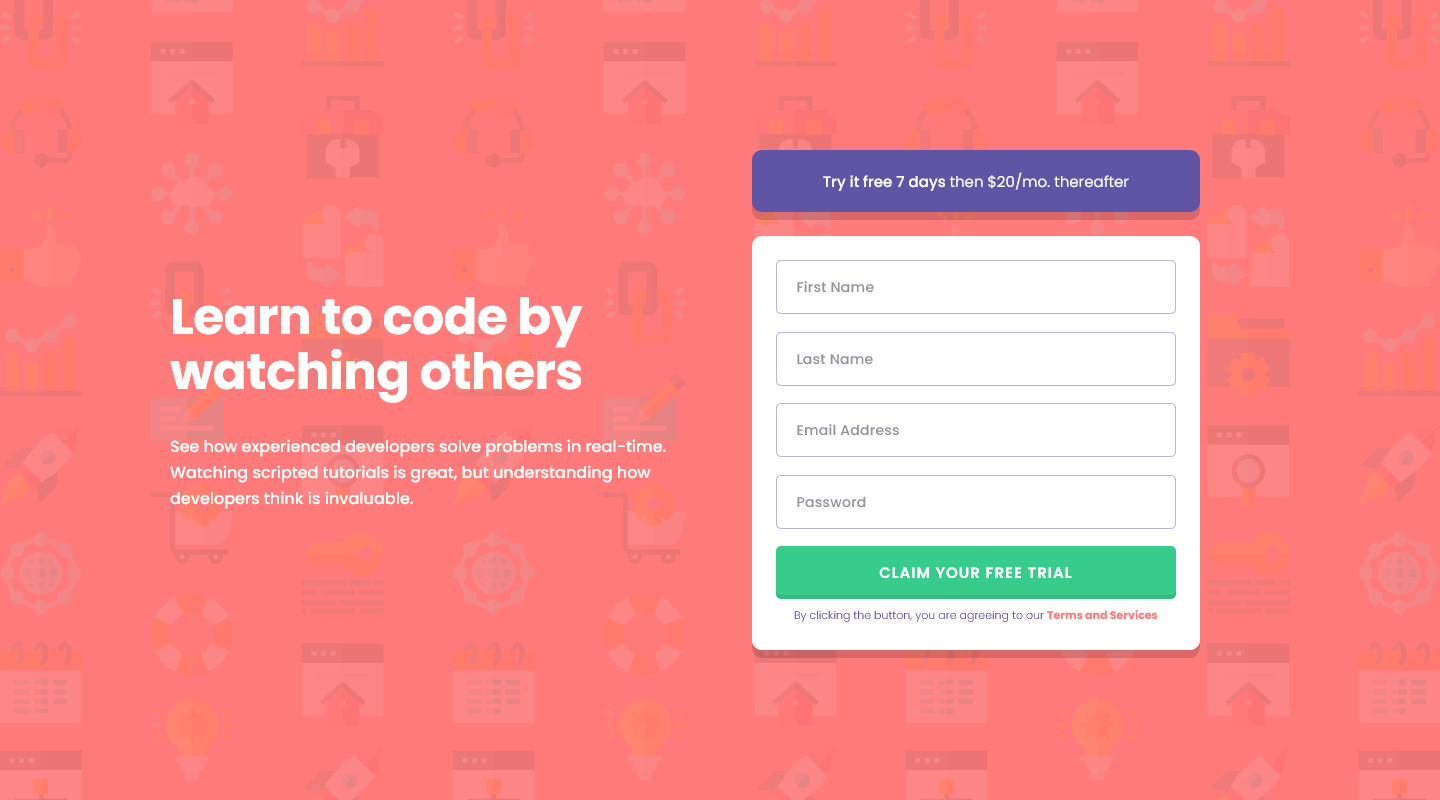 Learn to code by
watching others
See how experienced developers solve problems in real-time.
Watching scripted tutorials is great, but understanding how
developers think is invaluable.
Try it free 7 days then $20/mo. thereafter
First Name
Last Name
Email Address
Password
CLAIM YOUR FREE TRIAL
By clicking the button, you are agreeing to our Terms and Services